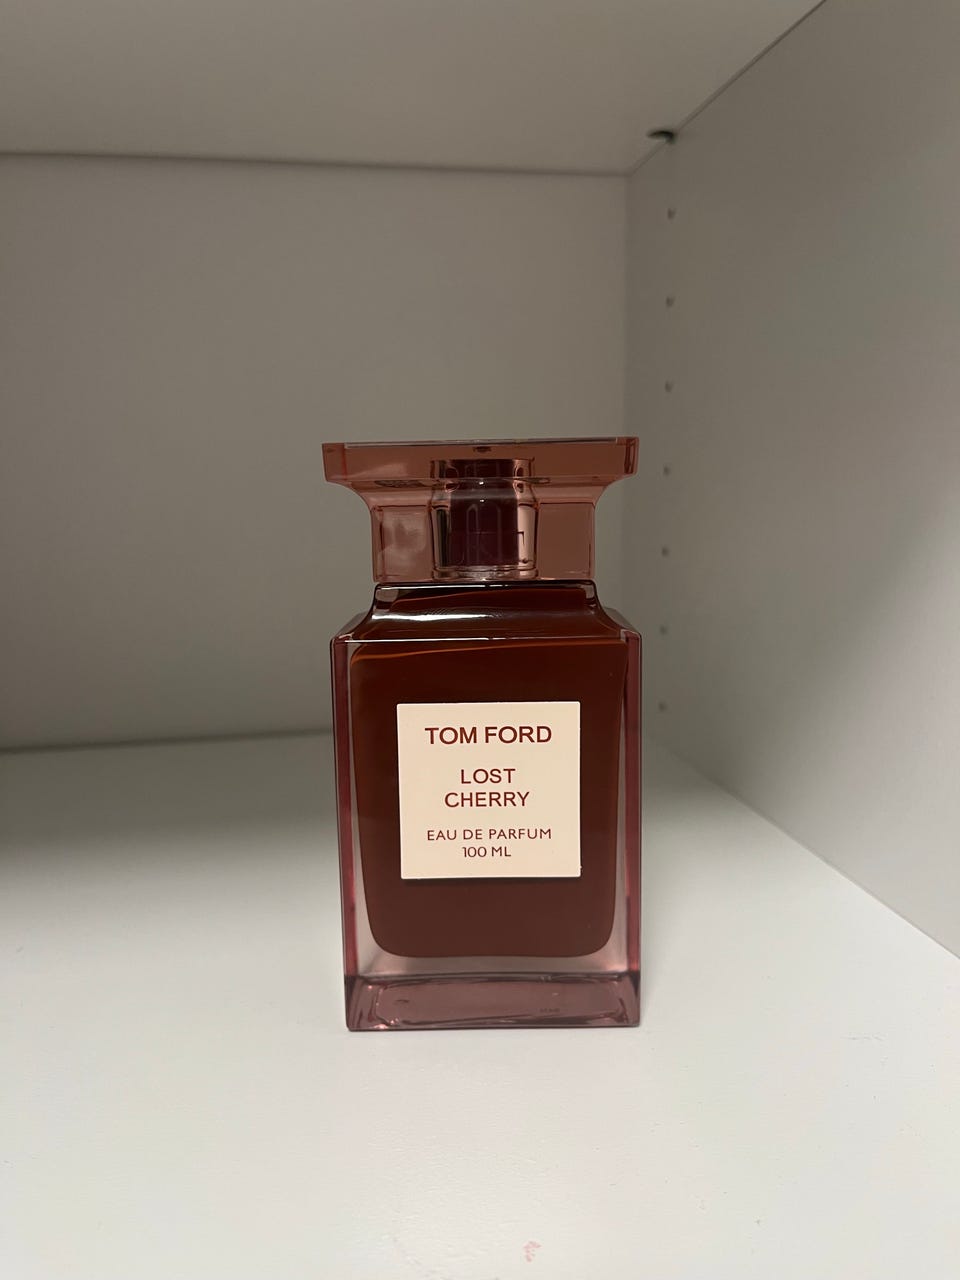 TOM FORD
LOST
CHERRY
EAU DE PARFUM
100 ML